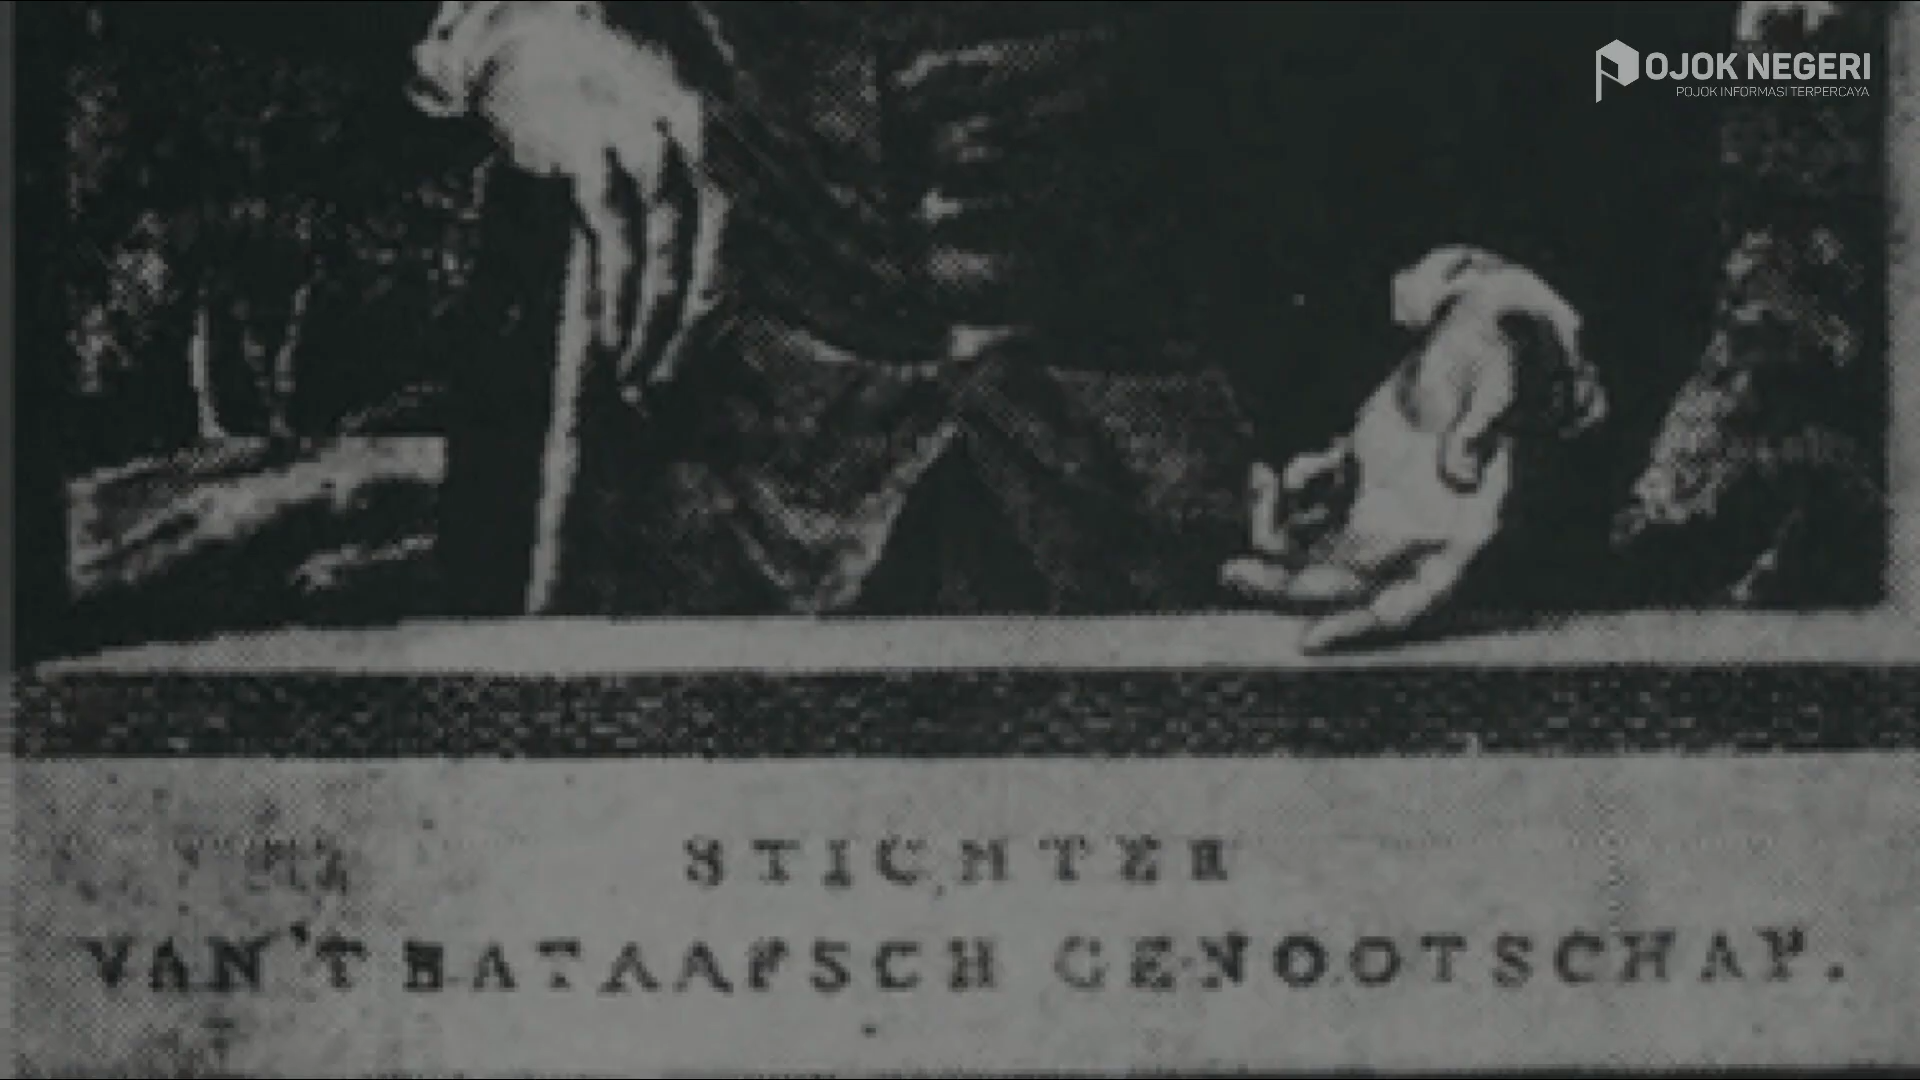 POJOK NEGERI
POJOK INFORMASI TERPERCAYA
STICHTER
VAN'T BATAAFSCH GENOOTSCHAP.